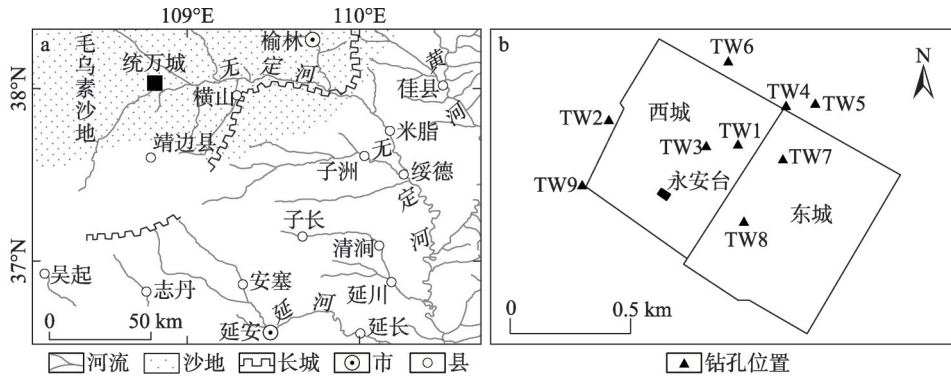 109°E
110°E
a
毛乌素沙地
榆林
统万城
无定河
黄河
38°N
横山
佳县
靖边县
米脂
子洲
无定河
绥德
子长
清涧
37°N
吴起
志丹
安塞
延川
延河
0
50 km
延安
延长
b
TW6
N
TW4
TW5
西城
TW2
TW3
TW1
TW7
TW9
永安台
东城
TW8
0
0.5 km
河流
沙地
长城
市
县
钻孔位置